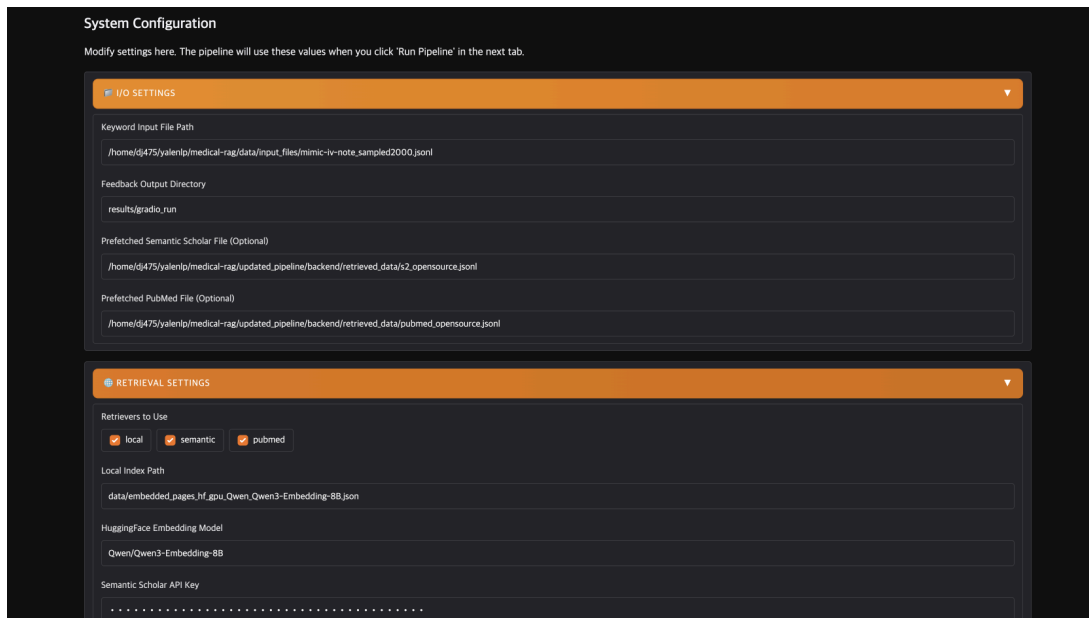 System Configuration
Modify settings here. The pipeline will use these values when you click 'Run Pipeline' in the next tab.
I/O SETTINGS
Keyword Input File Path
/home/dj475/yalenlp/medical-rag/data/input_files/mimic-iv-note_sampled2000.jsonl
Feedback Output Directory
results/gradio_run
Prefetched Semantic Scholar File (Optional)
/home/dj475/yalenlp/medical-rag/updated_pipeline/backend/retrieved_data/s2_opensource.jsonl
Prefetched PubMed File (Optional)
/home/dj475/yalenlp/medical-rag/updated_pipeline/backend/retrieved_data/pubmed_opensource.jsonl
RETRIEVAL SETTINGS
Retrievers to Use
local semantic pubmed
Local Index Path
data/embedded_pages_hf_gpu_Qwen_Qwen3-Embedding-8B.json
HuggingFace Embedding Model
Qwen/Qwen3-Embedding-8B
Semantic Scholar API Key